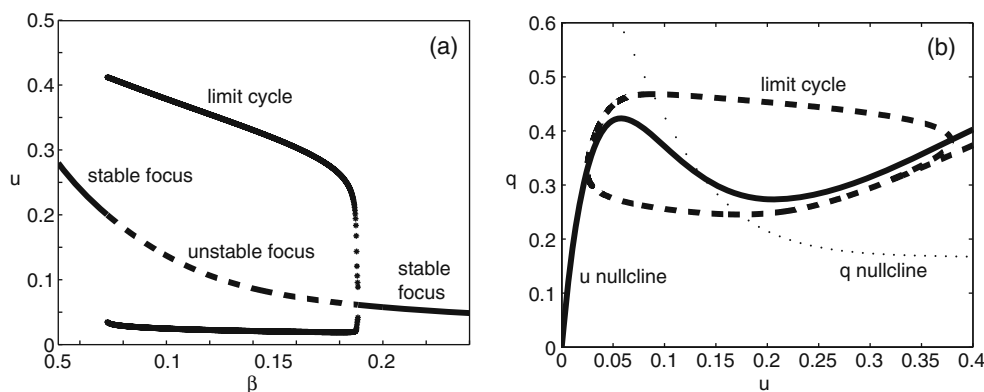 (a)
u
0.5
0.4
0.3
0.2
0.1
0
limit cycle
stable focus
unstable focus
stable
focus
0.5
0.1
0.15
0.2
β
(b)
q
0.6
0.5
0.4
0.3
0.2
0.1
0
limit cycle
u nullcline
q nullcline
0
0.05
0.1
0.15
0.2
0.25
0.3
0.35
0.4
u